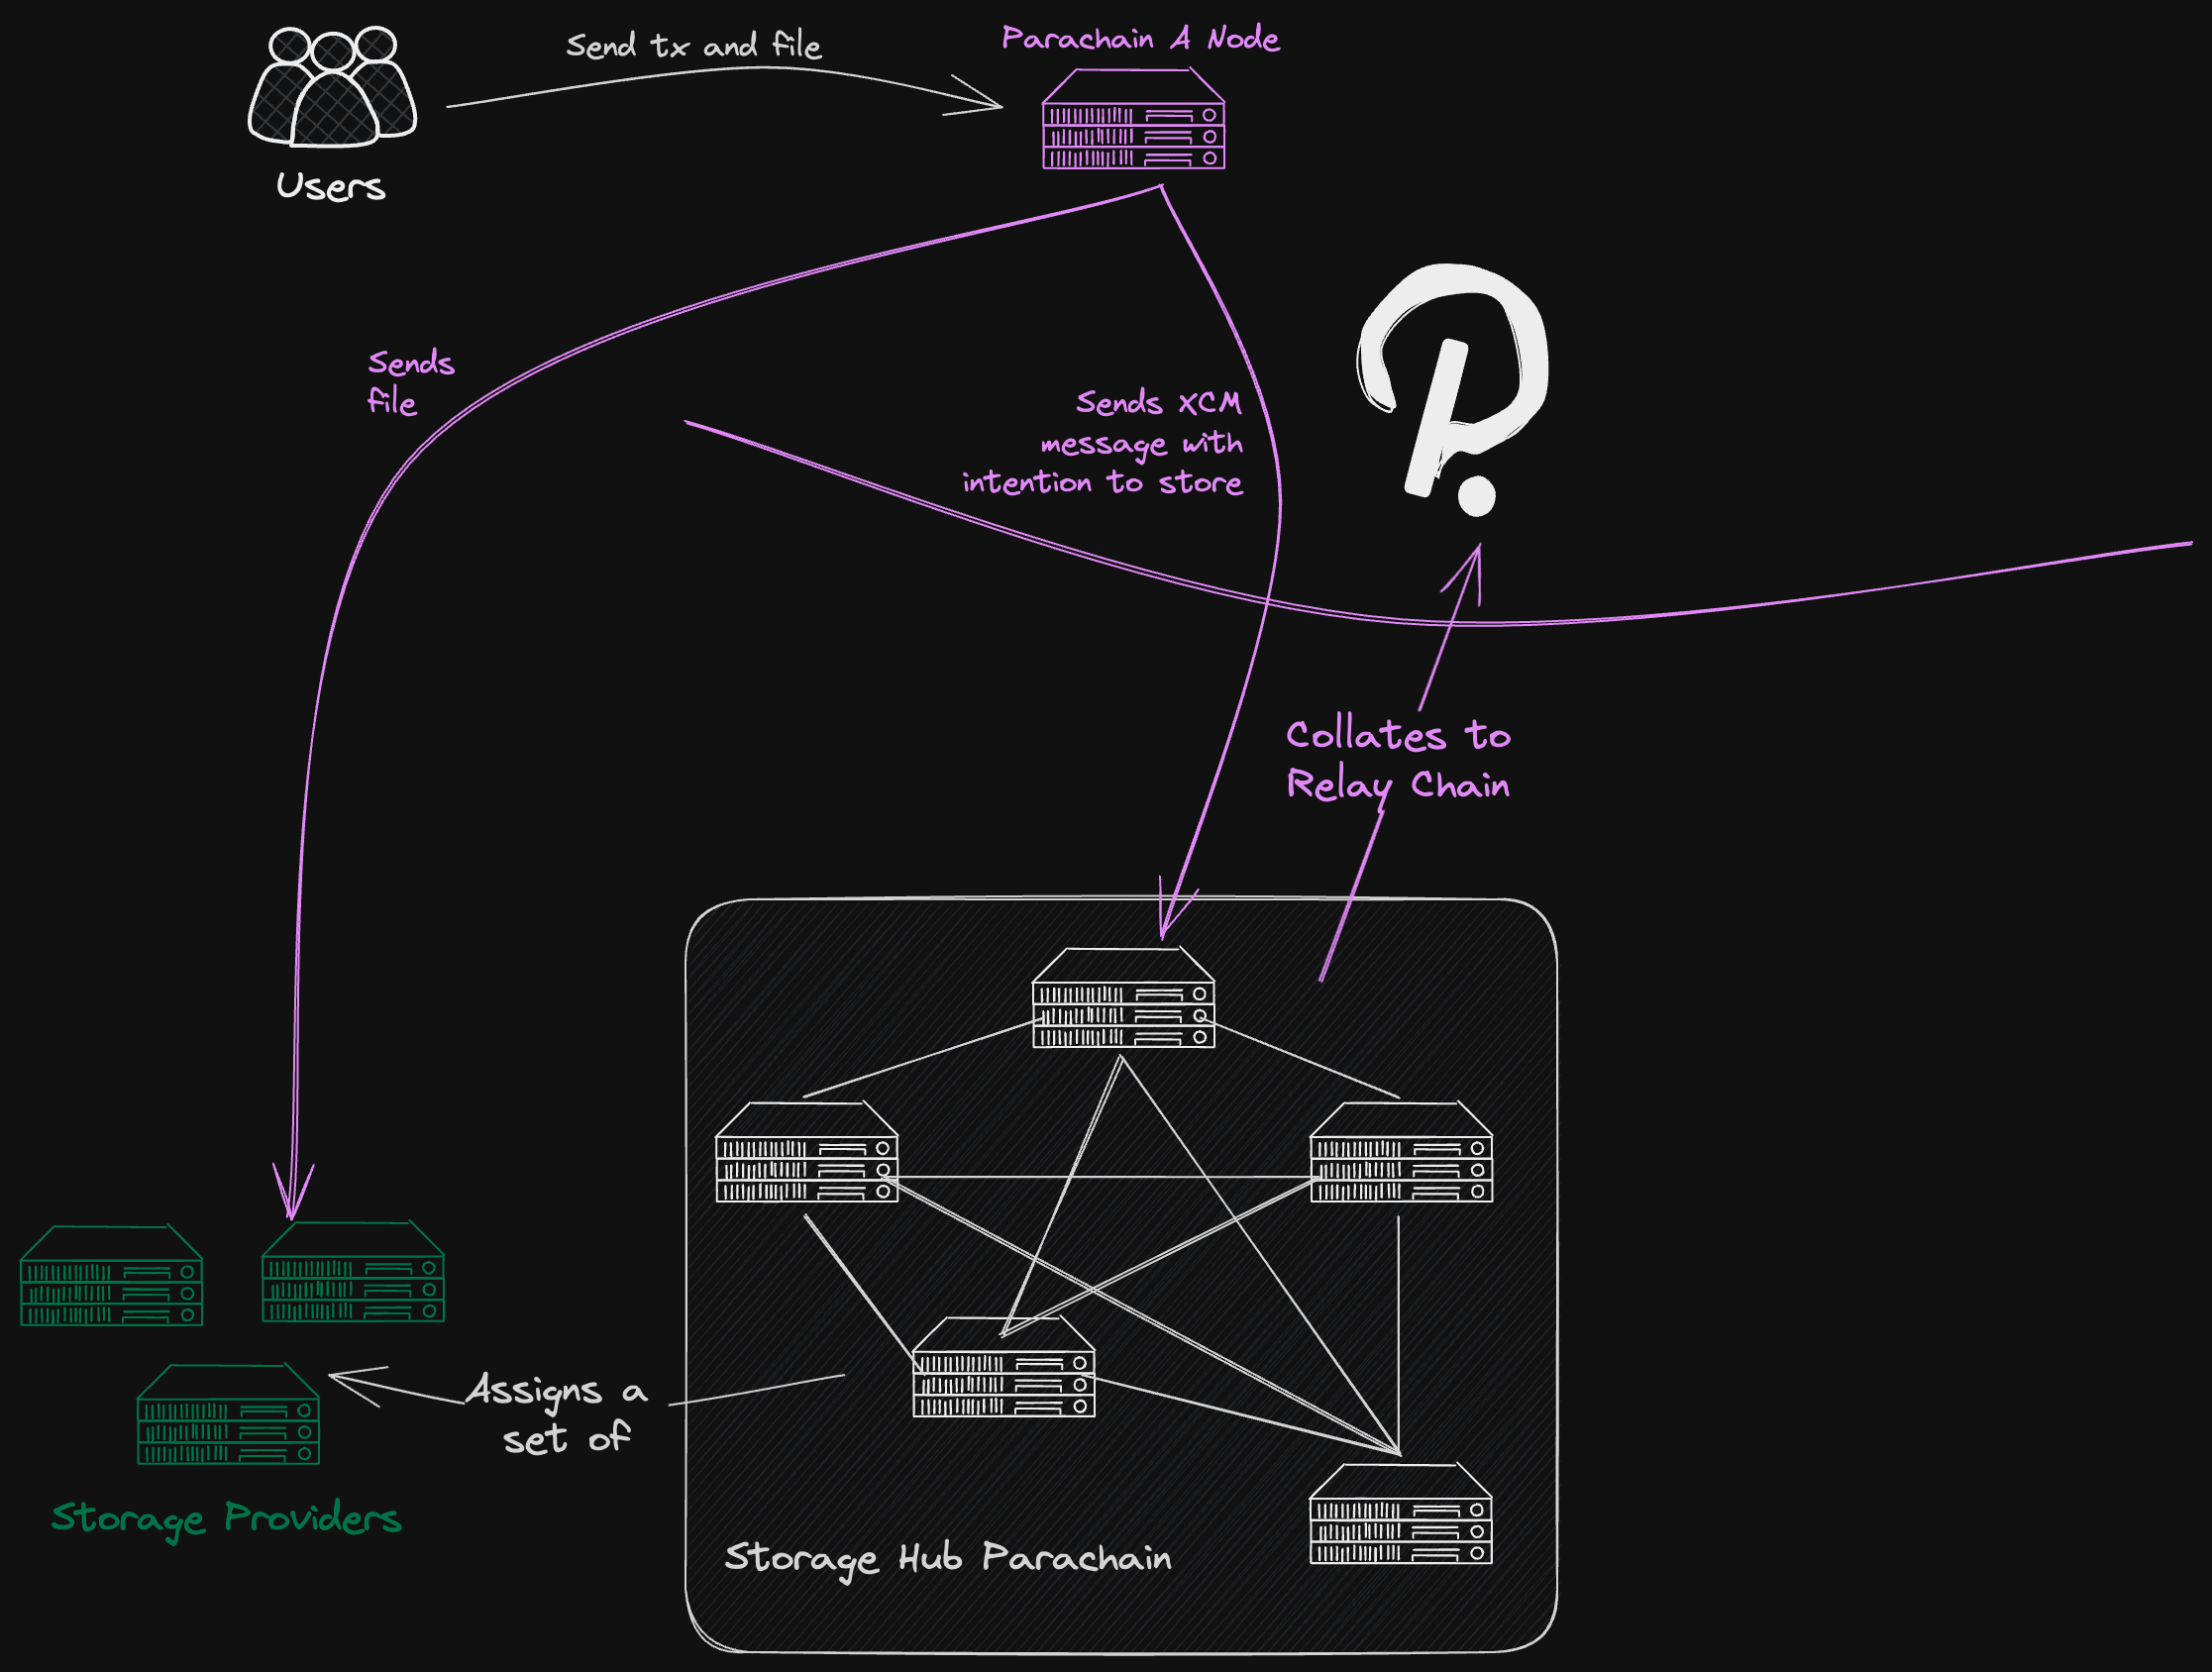 Send tx and file
Parachain A Node
Users
Sends
file
Sends XCM
message with
intention to store
Collates to
Relay Chain
Assigns a
set of
Storage Providers
Storage Hub Parachain